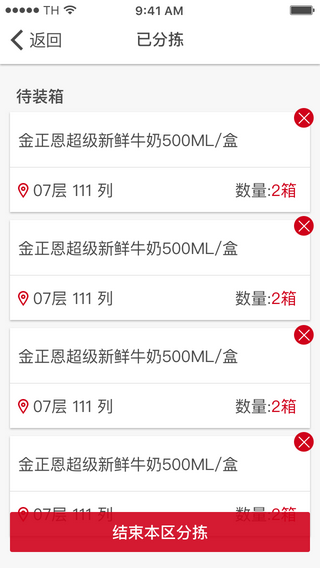 TH 9:41 AM
返回 已分拣
待装箱
金正恩超级新鲜牛奶500ML/盒
07层 111 列 数量:2箱
金正恩超级新鲜牛奶500ML/盒
07层 111 列 数量:2箱
金正恩超级新鲜牛奶500ML/盒
07层 111 列 数量:2箱
金正恩超级新鲜牛奶500ML/盒
07层 111 列 数量:2箱
结束本区分拣